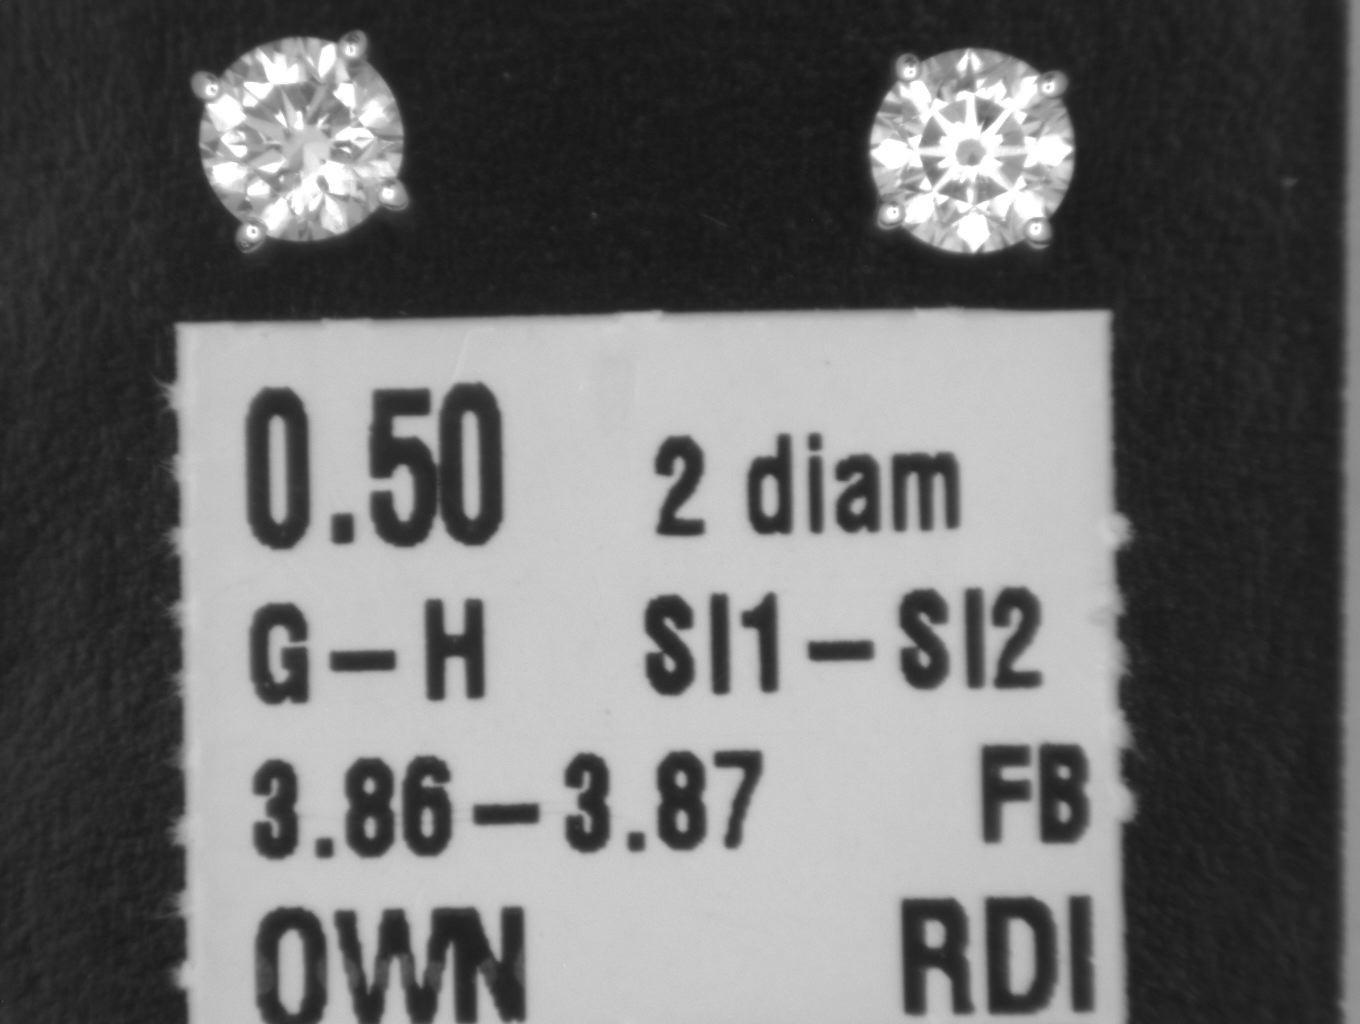 0.50 2 diam
G-H SI1-SI2
3.86-3.87 FB
OWN RDI